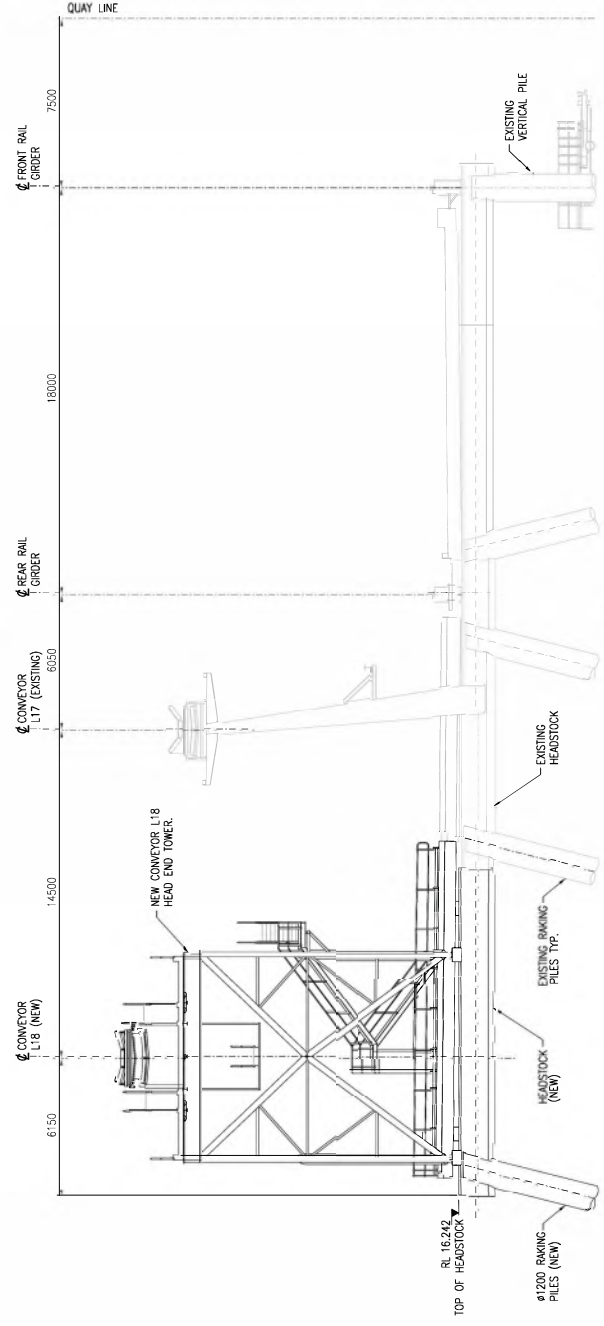 QUAY LINE
7500
℄ FRONT RAIL
GIRDER
18000
℄ REAR RAIL
GIRDER
6050
℄ CONVEYOR
L17 (EXISTING)
14500
℄ CONVEYOR
L18 (NEW)
6150
NEW CONVEYOR L18
HEAD END TOWER.
EXISTING
VERTICAL PILE
EXISTING
HEADSTOCK
EXISTING RAKING
PILES TYP.
HEADSTOCK
(NEW)
RL 16.242
TOP OF HEADSTOCK
ø1200 RAKING
PILES (NEW)